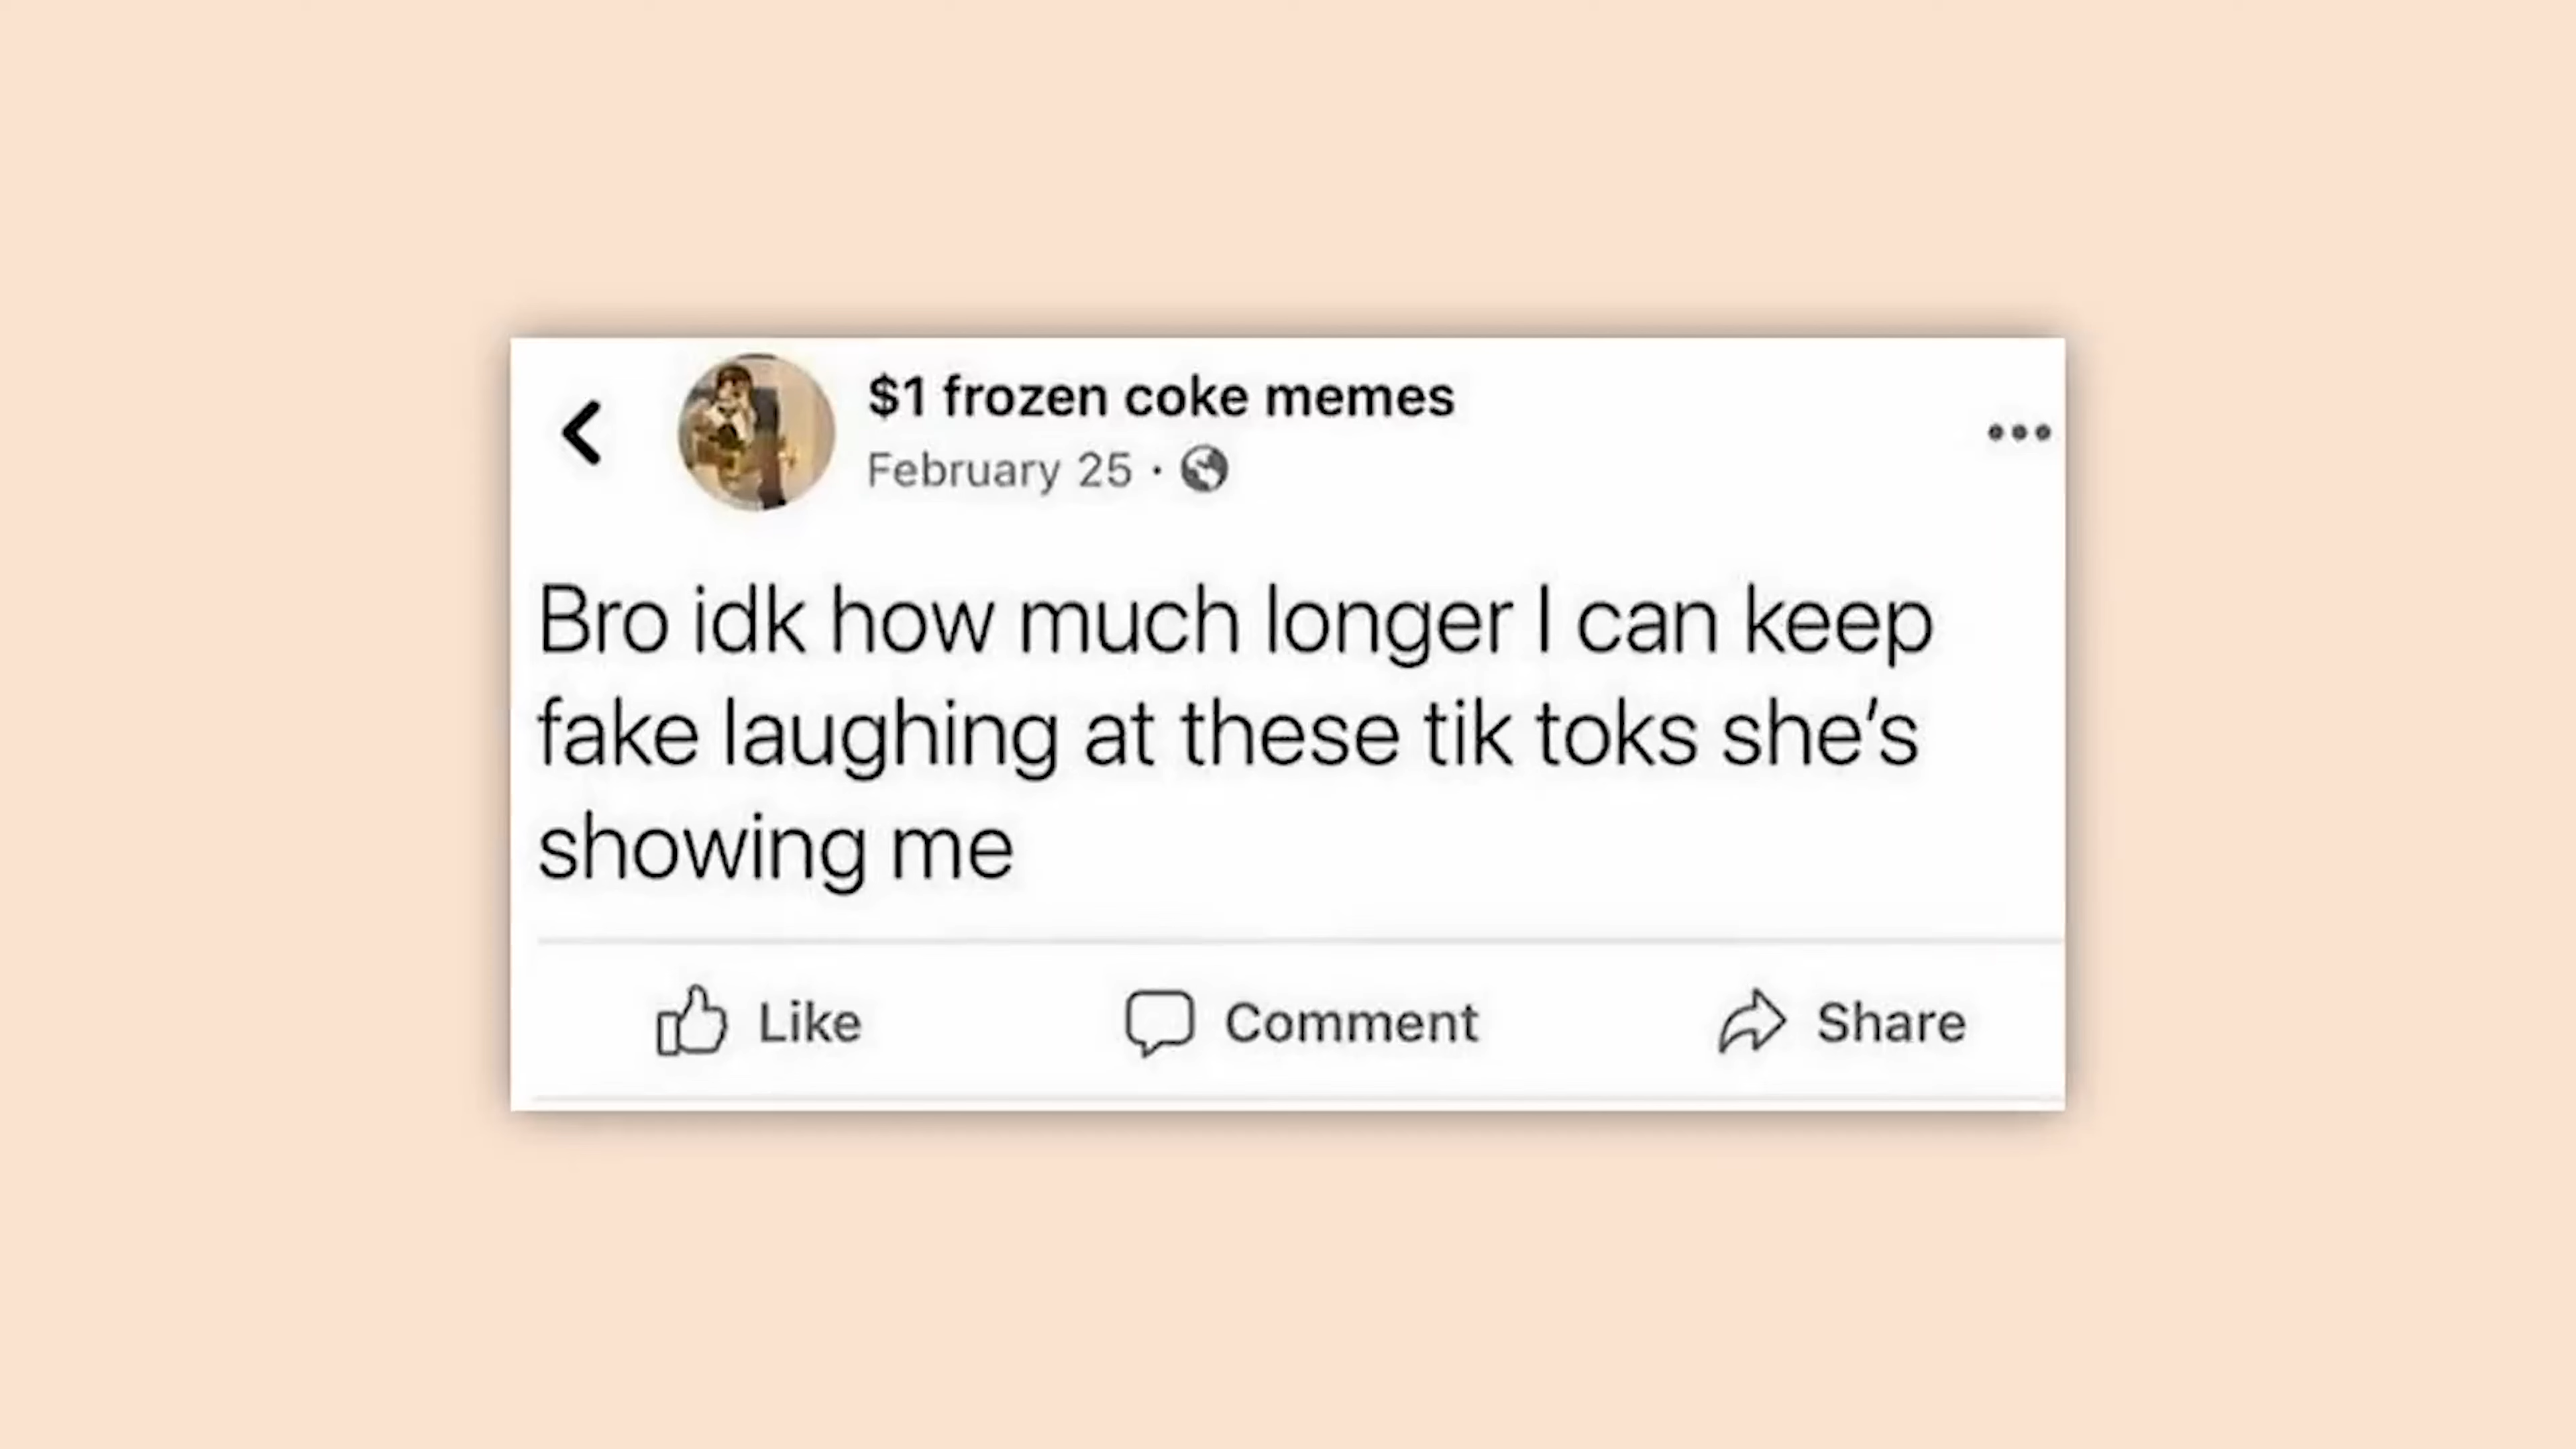 $1 frozen coke memes
February 25 ·
Bro idk how much longer I can keep
fake laughing at these tik toks she's
showing me
Like Comment Share